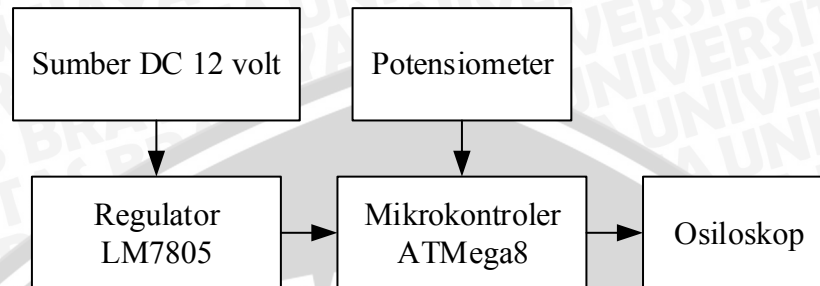 Sumber DC 12 volt
Potensiometer
Regulator
LM7805
Mikrokontroler
ATMega8
Osiloskop